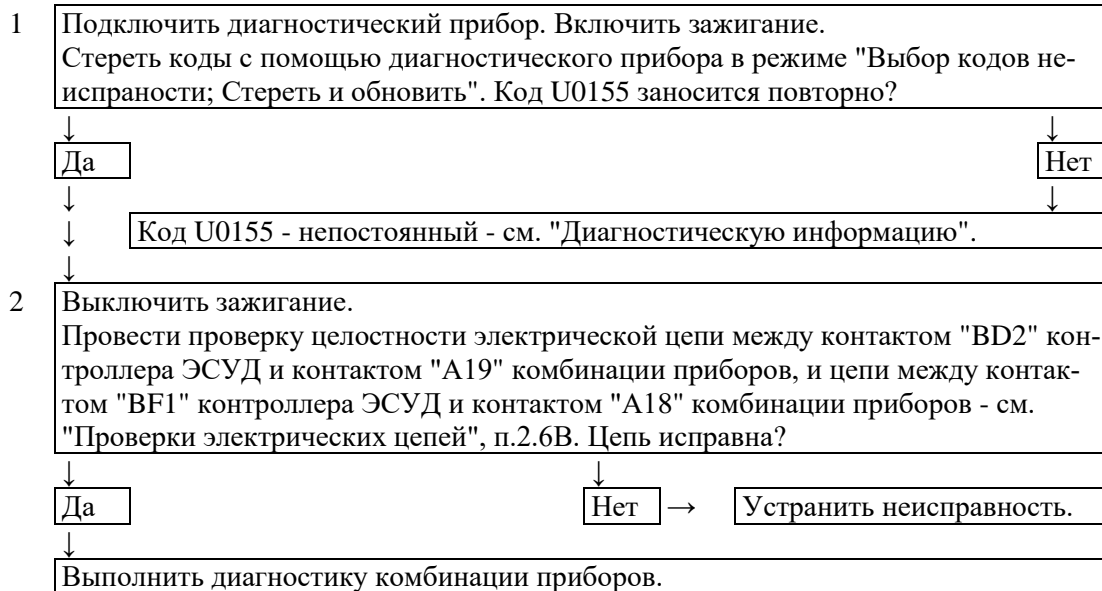 1 Подключить диагностический прибор. Включить зажигание.
Стереть коды с помощью диагностического прибора в режиме "Выбор кодов не-
испраности; Стереть и обновить". Код U0155 заносится повторно?
↓ ↓
Да Нет
↓ ↓
↓ Код U0155 - непостоянный - см. "Диагностическую информацию".
↓
2 Выключить зажигание.
Провести проверку целостности электрической цепи между контактом "BD2" кон-
троллера ЭСУД и контактом "A19" комбинации приборов, и цепи между контак-
том "BF1" контроллера ЭСУД и контактом "A18" комбинации приборов - см.
"Проверки электрических цепей", п.2.6В. Цепь исправна?
↓ ↓
Да Нет → Устранить неисправность.
↓
Выполнить диагностику комбинации приборов.